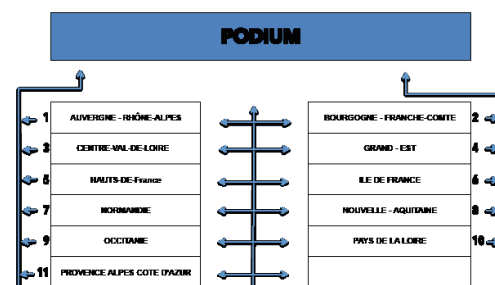 PODIUM
1 AUVERGNE - RHÔNE-ALPES
BOURGOGNE - FRANCHE-COMTE 2
3 CENTRE-VAL-DE-LOIRE
GRAND - EST 4
5 HAUTS-DE-France
ILE DE FRANCE 6
7 NORMANDIE
NOUVELLE - AQUITAINE 8
9 OCCITANIE
PAYS DE LA LOIRE 10
11 PROVENCE ALPES COTE D'AZUR